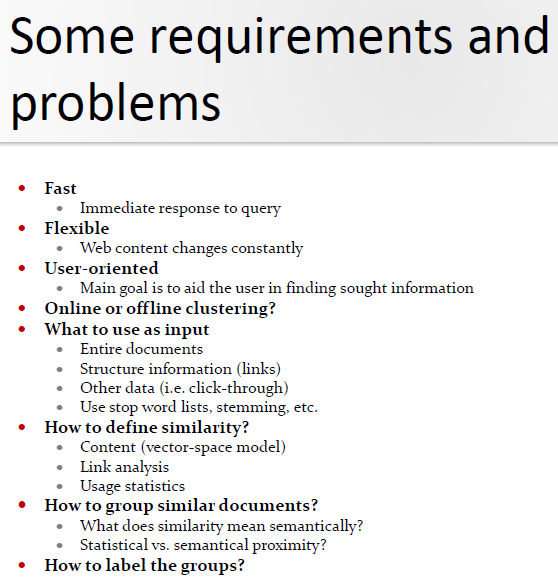 Some requirements and
problems
• Fast
• Immediate response to query
• Flexible
• Web content changes constantly
• User-oriented
• Main goal is to aid the user in finding sought information
• Online or offline clustering?
• What to use as input
• Entire documents
• Structure information (links)
• Other data (i.e. click-through)
• Use stop word lists, stemming, etc.
• How to define similarity?
• Content (vector-space model)
• Link analysis
• Usage statistics
• How to group similar documents?
• What does similarity mean semantically?
• Statistical vs. semantical proximity?
• How to label the groups?